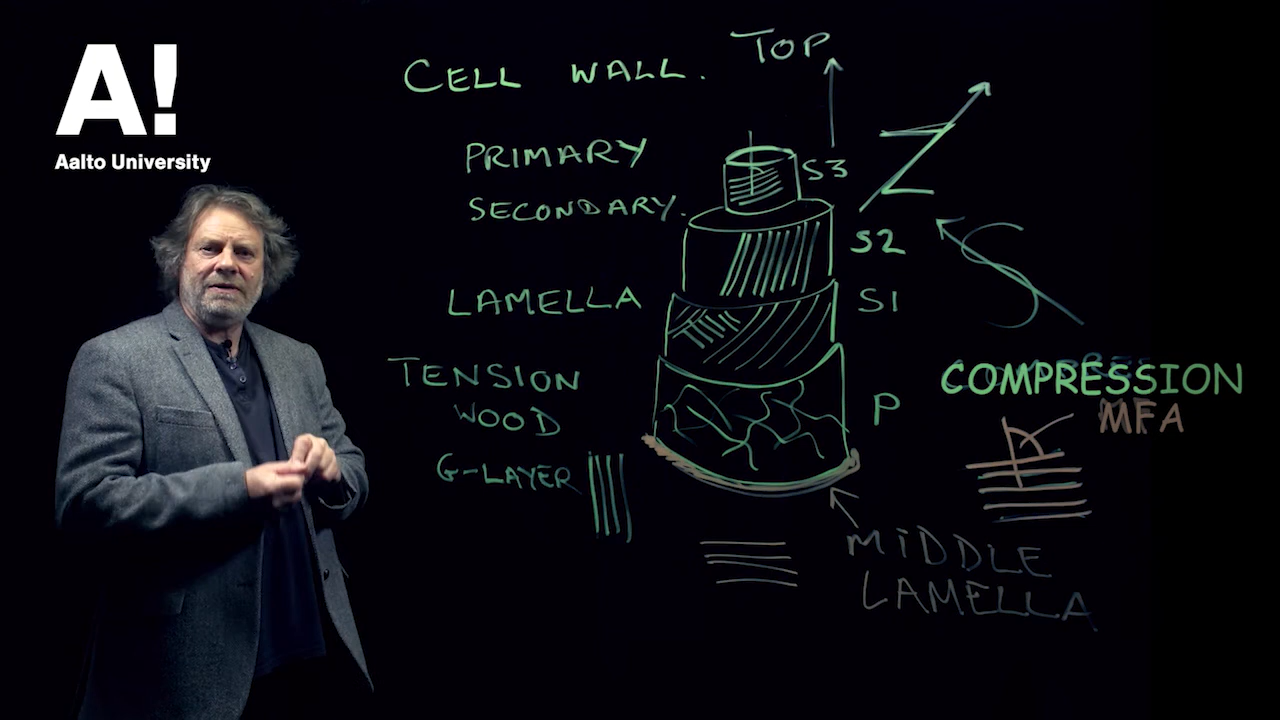 A!
Aalto University
TOP
CELL WALL.
PRIMARY
S3
SECONDARY.
Z
S2
S
LAMELLA
S1
TENSION
WOOD
COMPRESSION
MFA
P
G-LAYER
MIDDLE
LAMELLA